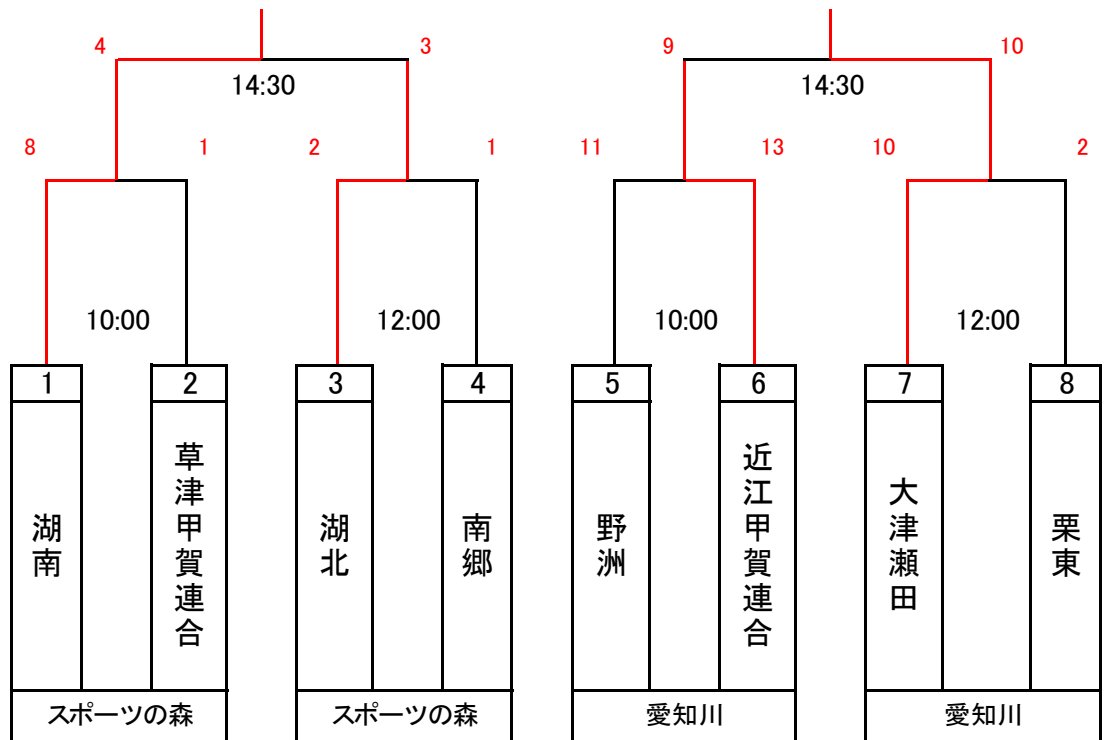 4 3 9 10
14:30 14:30
8 1 2 1 11 13 10 2
10:00 12:00 10:00 12:00
1 2 3 4 5 6 7 8
湖南
草津甲賀連合
湖北
南郷
野洲
近江甲賀連合
大津瀬田
栗東
スポーツの森 スポーツの森 愛知川 愛知川